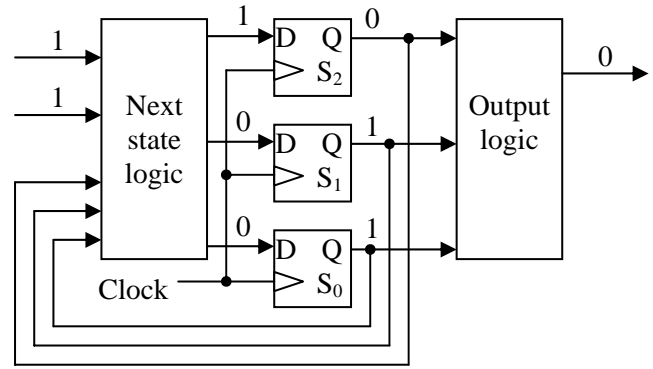 1
1
Next
state
logic
1
D Q
S₂
0
0
D Q
S₁
1
0
D Q
S₀
1
Clock
Output
logic
0